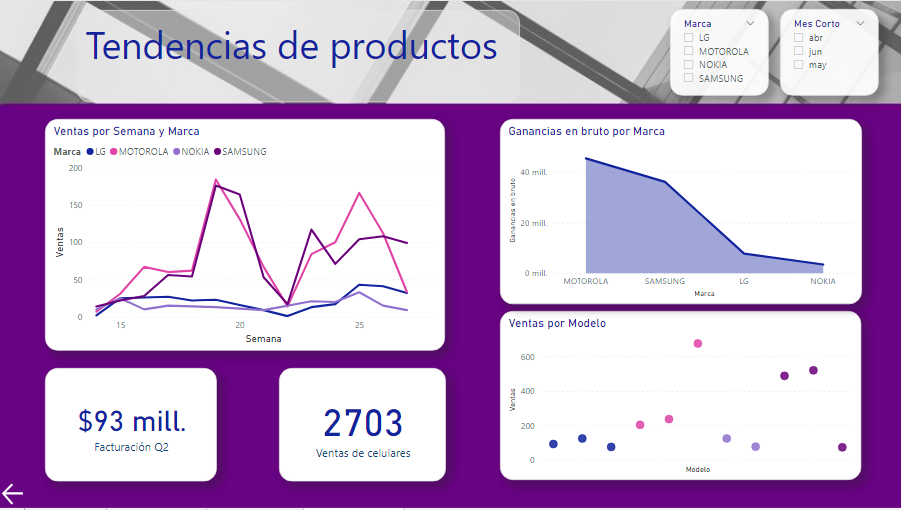 Tendencias de productos
Marca
LG
MOTOROLA
NOKIA
SAMSUNG
Mes Corto
abr
jun
may
Ventas por Semana y Marca
Marca LG MOTOROLA NOKIA SAMSUNG
Ventas
200
150
100
50
0
15 20 25
Semana
Ganancias en bruto por Marca
Ganancias en bruto
40 mill.
20 mill.
0 mill.
MOTOROLA SAMSUNG LG NOKIA
Marca
Ventas por Modelo
Ventas
600
400
200
0
Modelo
$93 mill.
Facturación Q2
2703
Ventas de celulares